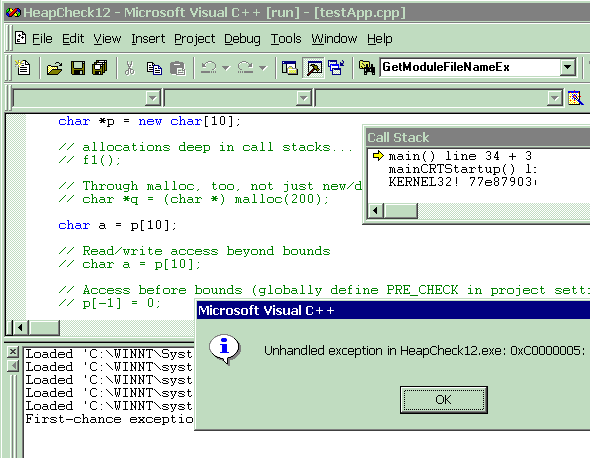 HeapCheck12 - Microsoft Visual C++ [run] - [testApp.cpp]
File Edit View Insert Project Debug Tools Window Help
GetModuleFileNameEx
char *p = new char[10];
// allocations deep in call stacks...
// f1();
// Through malloc, too, not just new/d
// char *q = (char *) malloc(200);
char a = p[10];
// Read/write access beyond bounds
// char a = p[10];
// Access before bounds (globally define PRE_CHECK in project setti
// p[-1] = 0;
Call Stack
main() line 34 + 3
mainCRTStartup() li
KERNEL32! 77e87903(
Microsoft Visual C++
Unhandled exception in HeapCheck12.exe: 0xC0000005:
OK
Loaded 'C:\WINNT\Syst
Loaded 'C:\WINNT\syst
Loaded 'C:\WINNT\syst
Loaded 'C:\WINNT\syst
Loaded 'C:\WINNT\syst
First-chance exceptio